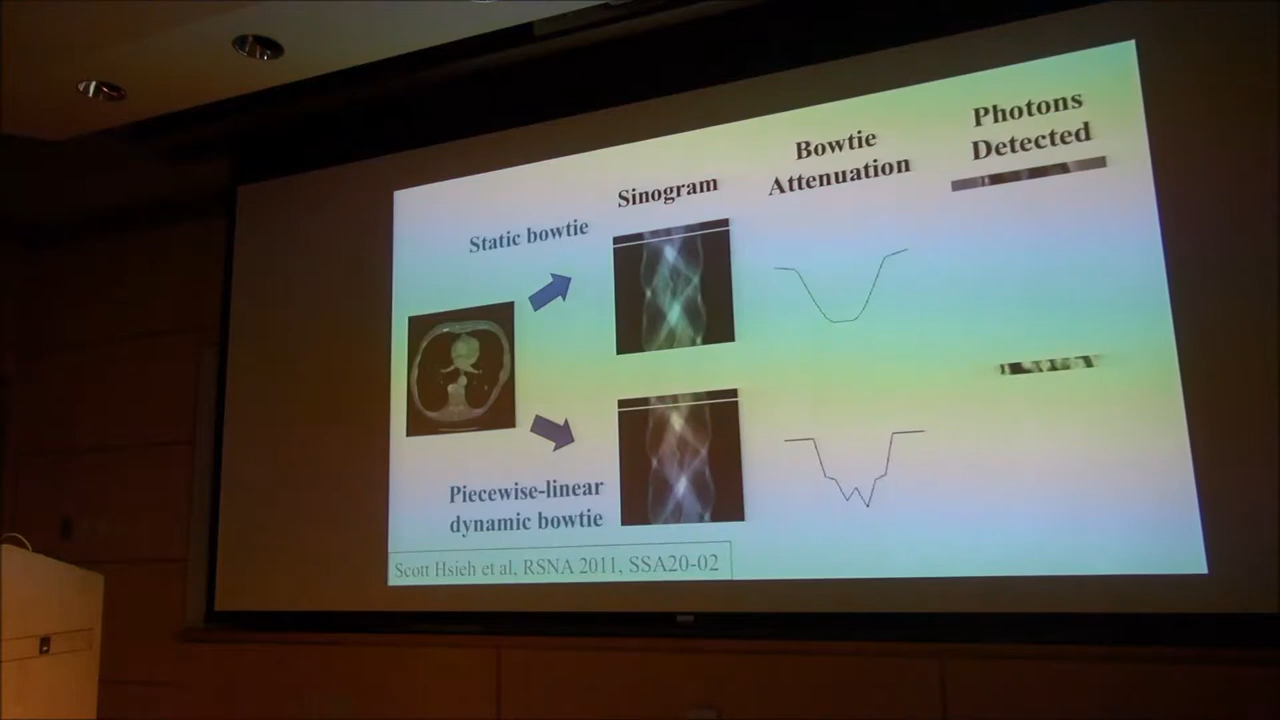 Photons
Detected
Bowtie
Attenuation
Sinogram
Static bowtie
Piecewise-linear
dynamic bowtie
Scott Hsieh et al, RSNA 2011, SSA20-02